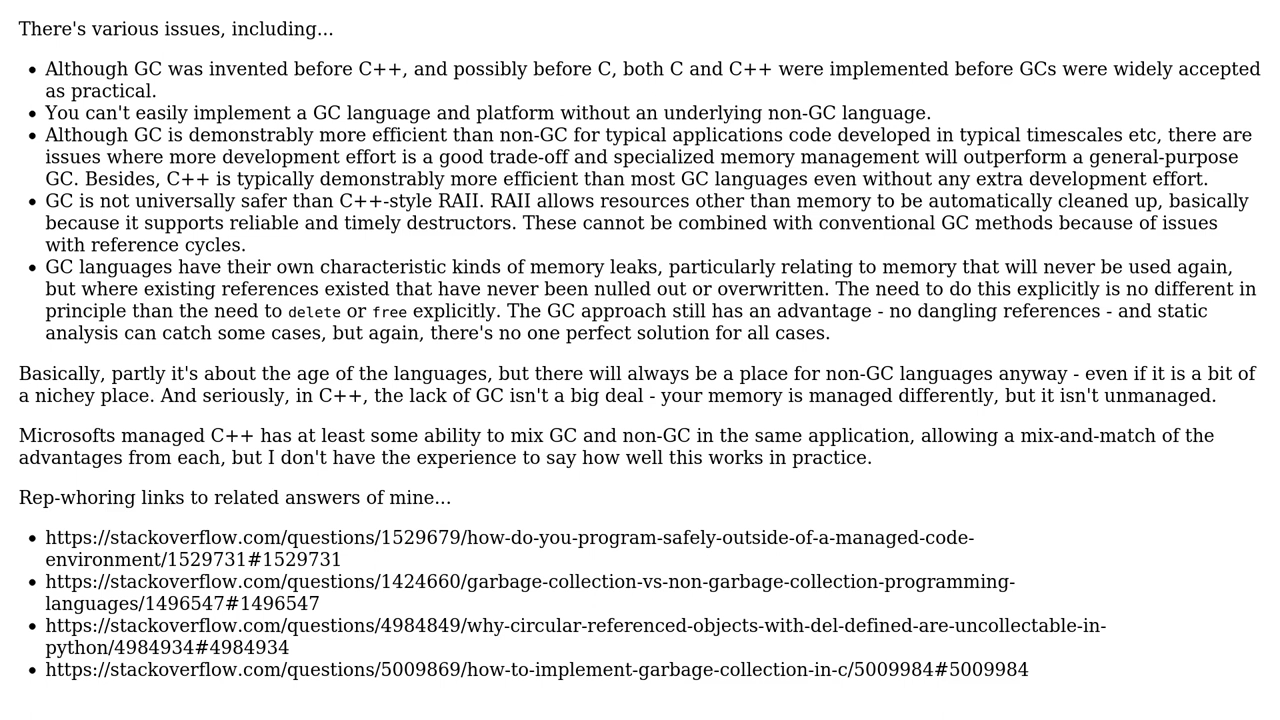 There's various issues, including...
Although GC was invented before C++, and possibly before C, both C and C++ were implemented before GCs were widely accepted
as practical.
You can't easily implement a GC language and platform without an underlying non-GC language.
Although GC is demonstrably more efficient than non-GC for typical applications code developed in typical timescales etc, there are
issues where more development effort is a good trade-off and specialized memory management will outperform a general-purpose
GC. Besides, C++ is typically demonstrably more efficient than most GC languages even without any extra development effort.
GC is not universally safer than C++-style RAII. RAII allows resources other than memory to be automatically cleaned up, basically
because it supports reliable and timely destructors. These cannot be combined with conventional GC methods because of issues
with reference cycles.
GC languages have their own characteristic kinds of memory leaks, particularly relating to memory that will never be used again,
but where existing references existed that have never been nulled out or overwritten. The need to do this explicitly is no different in
principle than the need to delete or free explicitly. The GC approach still has an advantage - no dangling references - and static
analysis can catch some cases, but again, there's no one perfect solution for all cases.
Basically, partly it's about the age of the languages, but there will always be a place for non-GC languages anyway - even if it is a bit of
a nichey place. And seriously, in C++, the lack of GC isn't a big deal - your memory is managed differently, but it isn't unmanaged.
Microsofts managed C++ has at least some ability to mix GC and non-GC in the same application, allowing a mix-and-match of the
advantages from each, but I don't have the experience to say how well this works in practice.
Rep-whoring links to related answers of mine...
https://stackoverflow.com/questions/1529679/how-do-you-program-safely-outside-of-a-managed-code-
environment/1529731#1529731
https://stackoverflow.com/questions/1424660/garbage-collection-vs-non-garbage-collection-programming-
languages/1496547#1496547
https://stackoverflow.com/questions/4984849/why-circular-referenced-objects-with-del-defined-are-uncollectable-in-
python/4984934#4984934
https://stackoverflow.com/questions/5009869/how-to-implement-garbage-collection-in-c/5009984#5009984